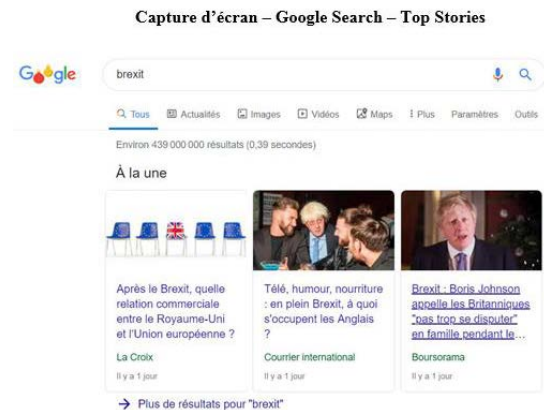 Capture d'écran – Google Search – Top Stories
Google
brexit
Tous Actualités Images Vidéos Maps Plus Paramètres Outils
Environ 439 000 000 résultats (0,39 secondes)
À la une
Après le Brexit, quelle
relation commerciale
entre le Royaume-Uni
et l'Union européenne ?
La Croix
Il y a 1 jour
Télé, humour, nourriture
: en plein Brexit, à quoi
s'occupent les Anglais
?
Courrier international
Il y a 1 jour
Brexit : Boris Johnson
appelle les Britanniques
"pas trop se disputer"
en famille pendant le...
Boursorama
Il y a 1 jour
→ Plus de résultats pour "brexit"